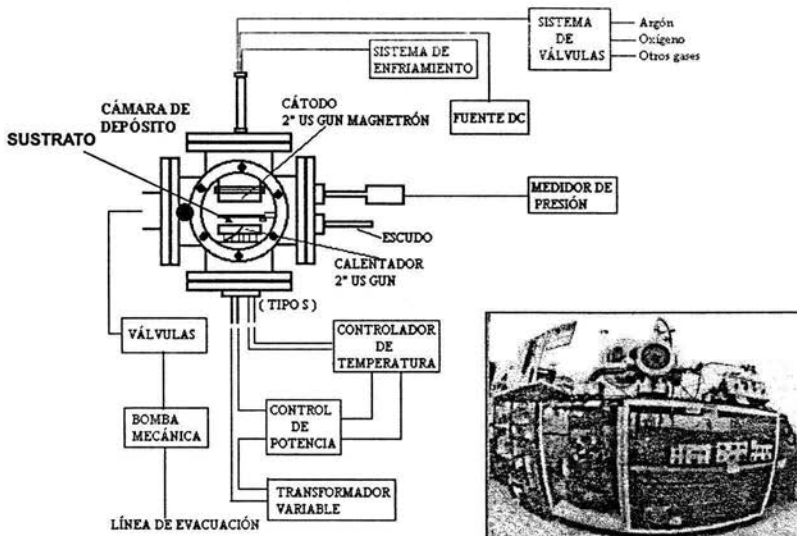 SISTEMA
DE
VÁLVULAS
Argón
Oxígeno
Otros gases
SISTEMA DE
ENFRIAMIENTO
FUENTE DC
CÁMARA DE
DEPÓSITO
SUSTRATO
CÁTODO
2" US GUN MAGNETRÓN
MEDIDOR DE
PRESIÓN
ESCUDO
CALENTADOR
2" US GUN
( TIPO S )
VÁLVULAS
CONTROLADOR
DE
TEMPERATURA
BOMBA
MECÁNICA
CONTROL
DE
POTENCIA
TRANSFORMADOR
VARIABLE
LÍNEA DE EVACUACIÓN